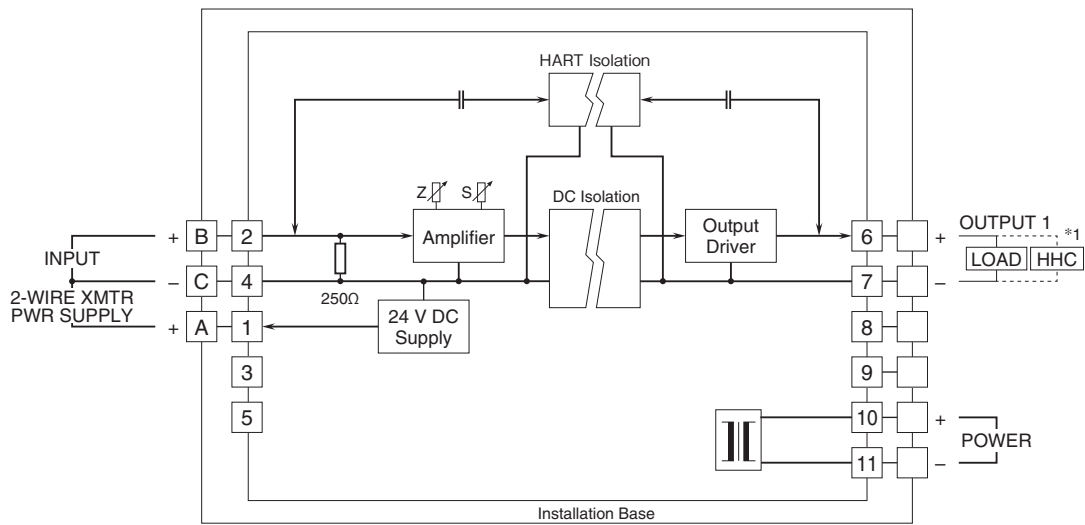 HART Isolation
Z
S
DC Isolation
Amplifier
Output
Driver
+ B 2
6 +
OUTPUT 1 *1
LOAD HHC
INPUT
– C 4
7 –
250Ω
2-WIRE XMTR
PWR SUPPLY
+ A 1
24 V DC
Supply
8
3
9
5
10 +
POWER
11 –
Installation Base